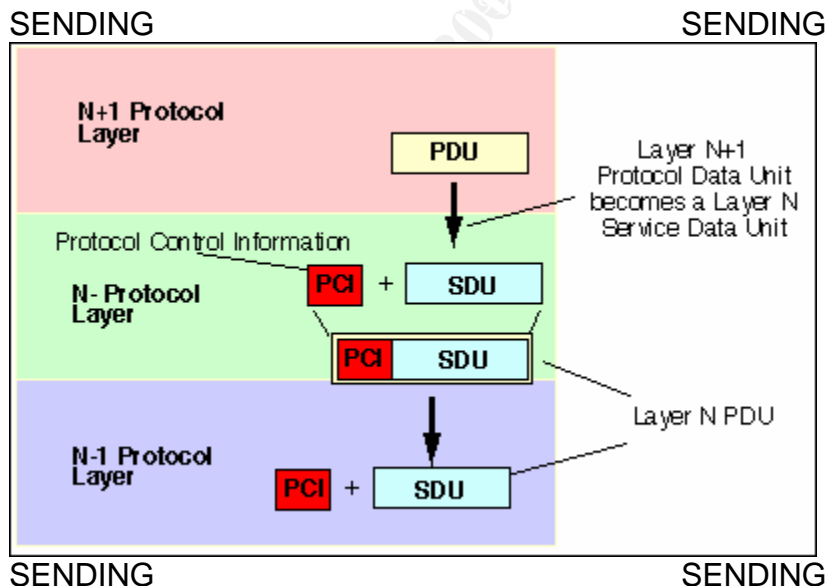 SENDING SENDING
N+1 Protocol
Layer
PDU
Layer N+1
Protocol Data Unit
becomes a Layer N
Service Data Unit
Protocol Control Information
PCI + SDU
N- Protocol
Layer
PCI SDU
Layer N PDU
N-1 Protocol
Layer
PCI + SDU
SENDING SENDING